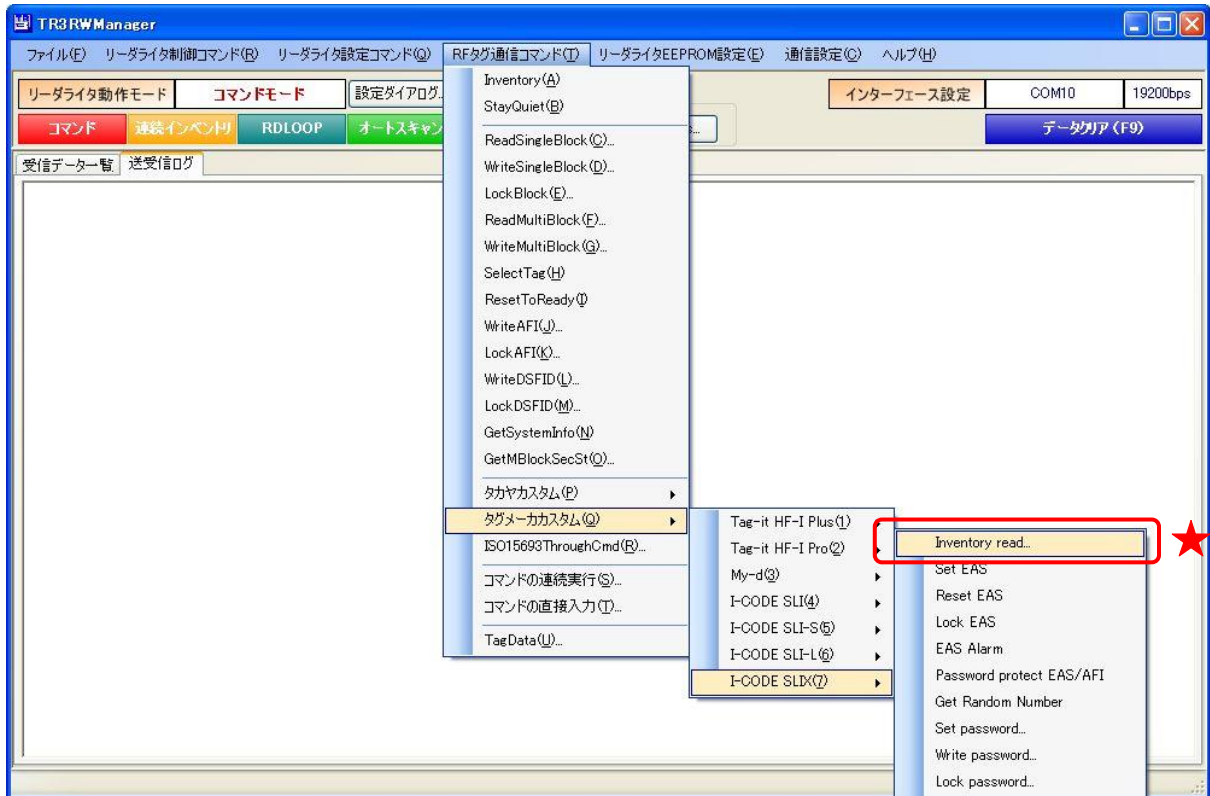 TR3RWManager
ファイル(F) リーダライタ制御コマンド(R) リーダライタ設定コマンド(Q) RFタグ通信コマンド(T) リーダライタEEPROM設定(E) 通信設定(C) ヘルプ(H)
リーダライタ動作モード コマンドモード 設定ダイアログ インターフェース設定 COM10 19200bps
コマンド 連続インベントリ RDLOOP オートスキャン データクリア(F9)
受信データ一覧 送受信ログ
Inventory(A)
StayQuiet(B)
ReadSingleBlock(C)...
WriteSingleBlock(D)...
LockBlock(E)...
ReadMultiBlock(F)...
WriteMultiBlock(G)...
SelectTag(H)
ResetToReady(I)
WriteAFI(J)...
LockAFI(K)...
WriteDSFID(L)...
LockDSFID(M)...
GetSystemInfo(N)
GetMBlockSecSt(O)...
タカヤカスタム(P)
タグメーカカスタム(Q)
ISO15693ThroughCmd(R)...
コマンドの連続実行(S)...
コマンドの直接入力(T)...
TagData(U)...
Tag-it HF-I Plus(1)
Tag-it HF-I Pro(2)
My-d(3)
I-CODE SLI(4)
I-CODE SLI-S(5)
I-CODE SLI-L(6)
I-CODE SLIX(7)
Inventory read...
Set EAS
Reset EAS
Lock EAS
EAS Alarm
Password protect EAS/AFI
Get Random Number
Set password...
Write password...
Lock password...